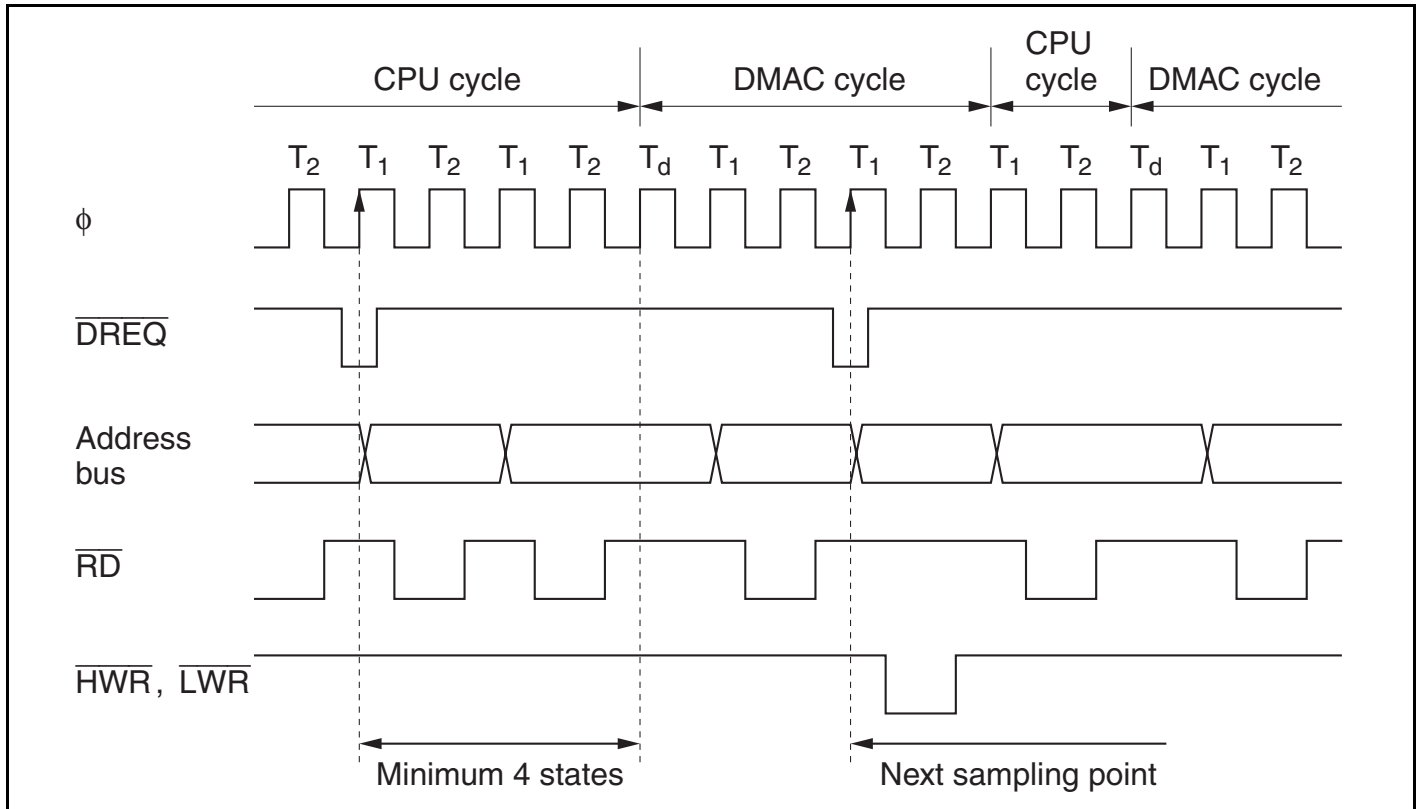 CPU cycle DMAC cycle CPU cycle DMAC cycle
T2 T1 T2 T1 T2 Td T1 T2 T1 T2 T1 T2 Td T1 T2
ϕ
DREQ
Address
bus
RD
HWR, LWR
Minimum 4 states Next sampling point